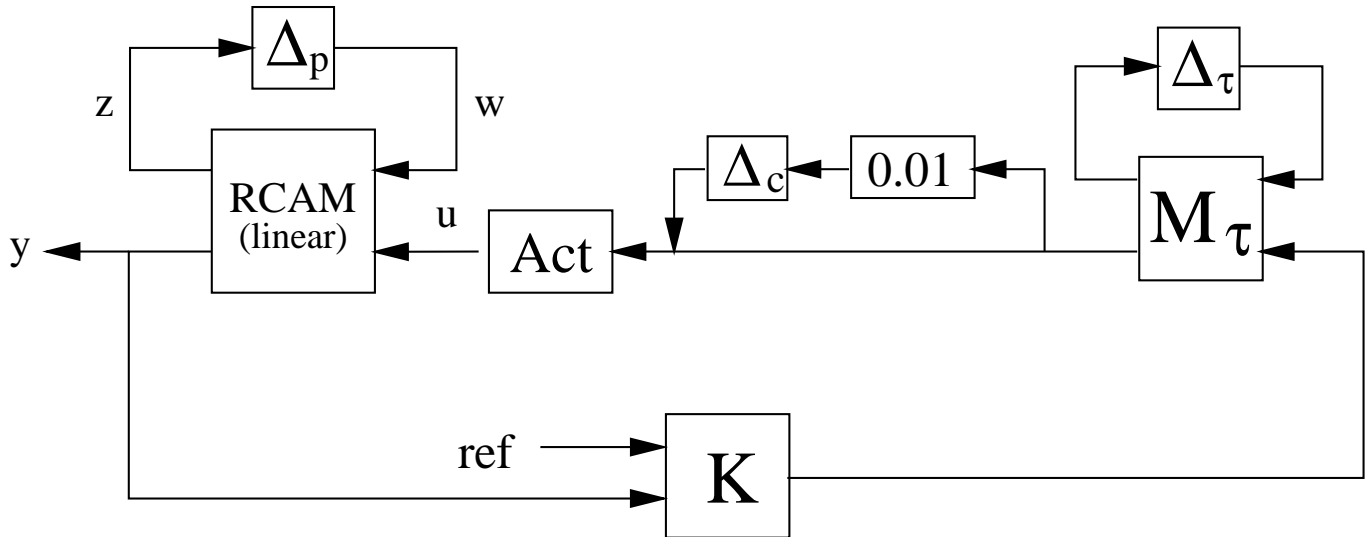 Δp
Δτ
z
w
Δc
0.01
RCAM
(linear)
u
Mτ
y
Act
ref
K